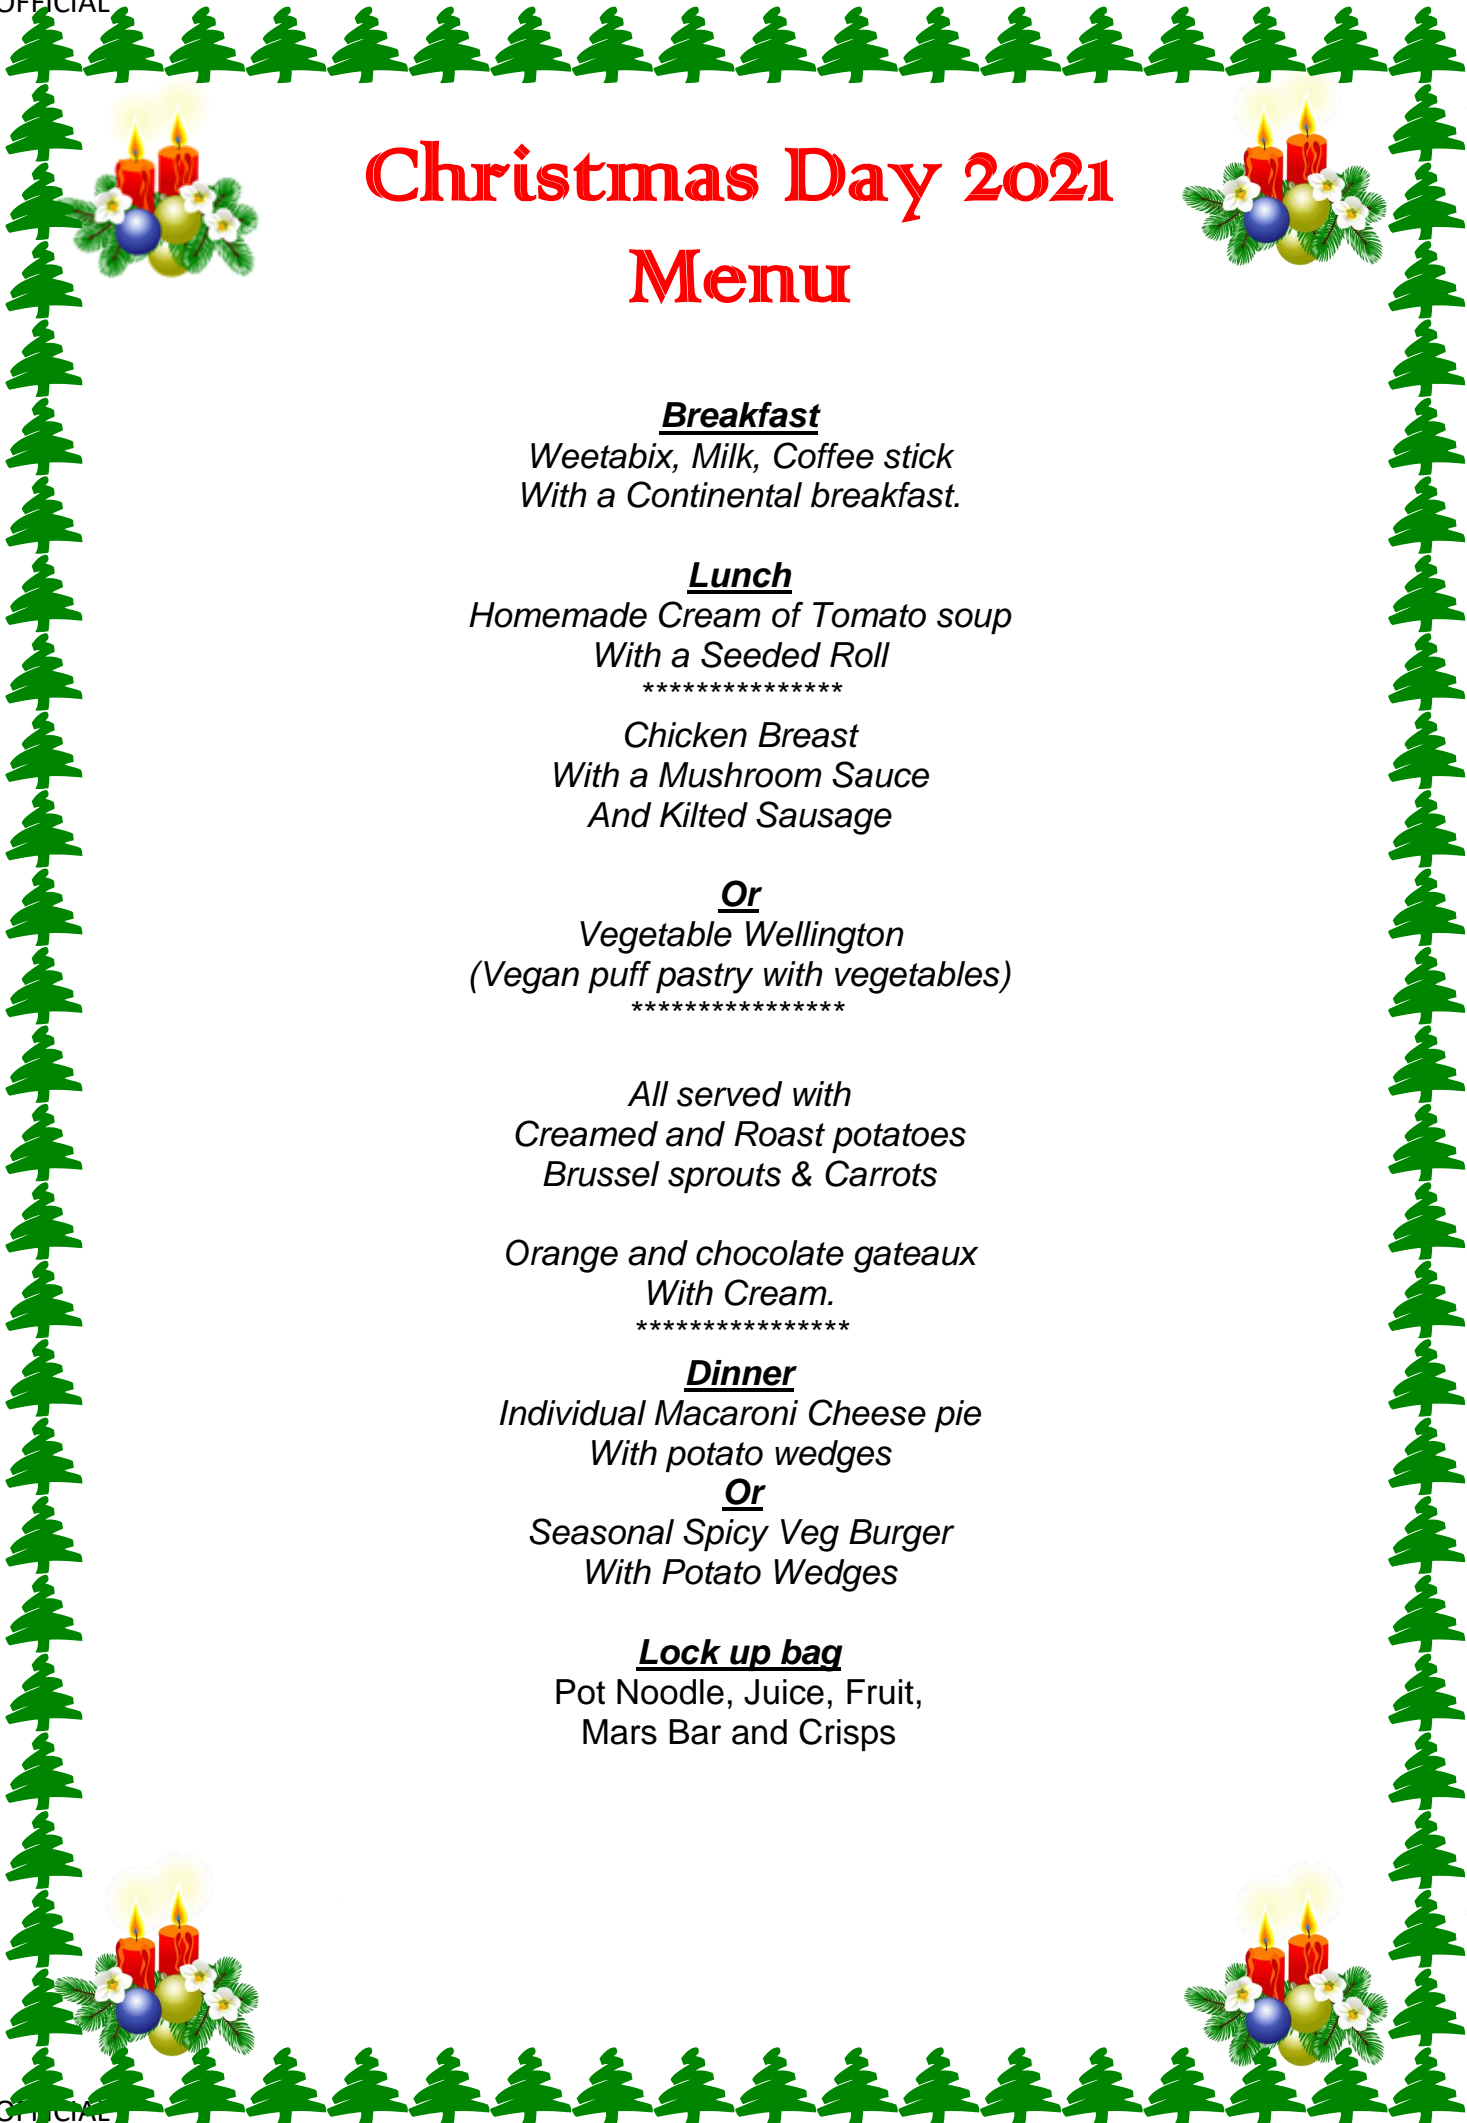 OFFICIAL
Christmas Day 2021
Menu
Breakfast
Weetabix, Milk, Coffee stick
With a Continental breakfast.
Lunch
Homemade Cream of Tomato soup
With a Seeded Roll
***************
Chicken Breast
With a Mushroom Sauce
And Kilted Sausage
Or
Vegetable Wellington
(Vegan puff pastry with vegetables)
****************
All served with
Creamed and Roast potatoes
Brussel sprouts & Carrots
Orange and chocolate gateaux
With Cream.
****************
Dinner
Individual Macaroni Cheese pie
With potato wedges
Or
Seasonal Spicy Veg Burger
With Potato Wedges
Lock up bag
Pot Noodle, Juice, Fruit,
Mars Bar and Crisps
OFFICIAL